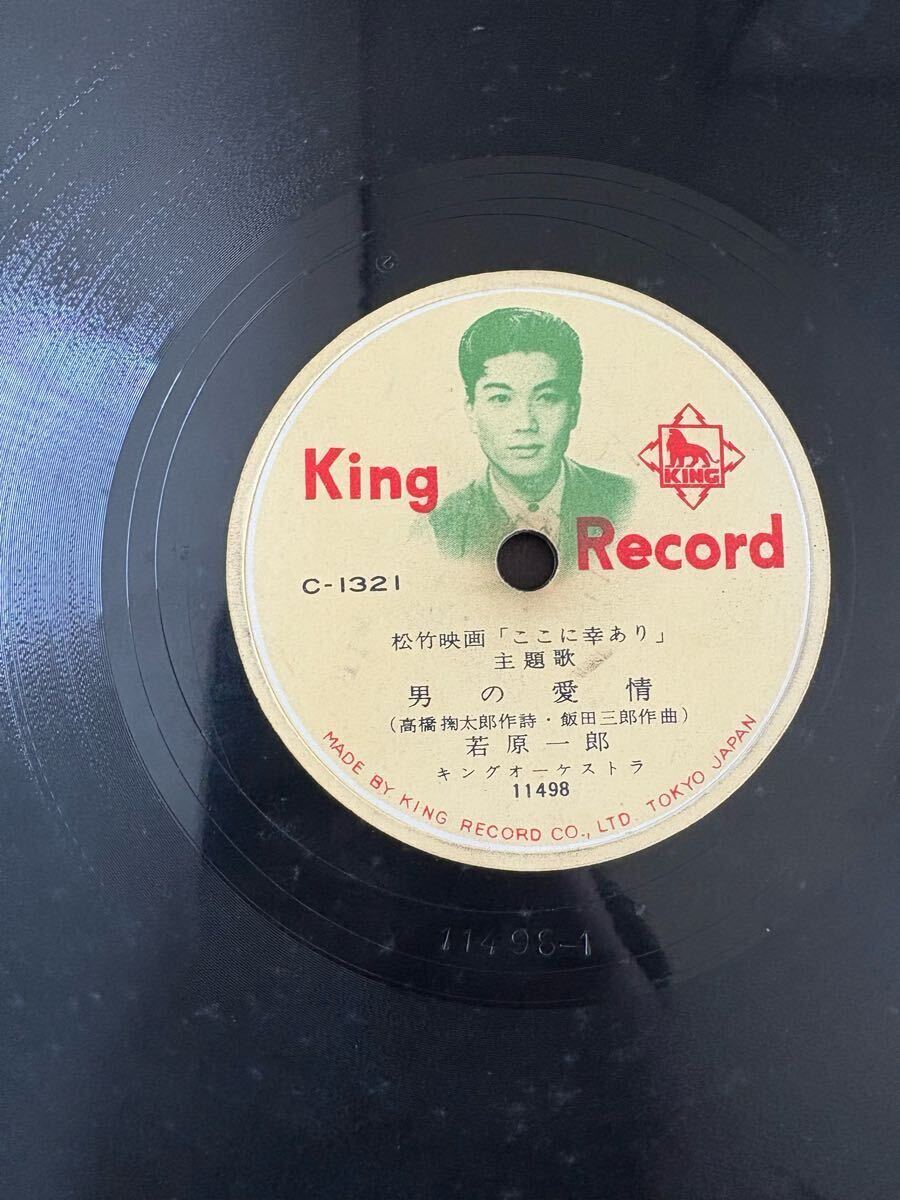 King
KING
Record
C-1321
松竹映画「ここに幸あり」
主題歌
男の愛情
(高橋掬太郎作詩・飯田三郎作曲)
若原一郎
キングオーケストラ
11498
MADE BY KING RECORD CO., LTD. TOKYO JAPAN
11498-1